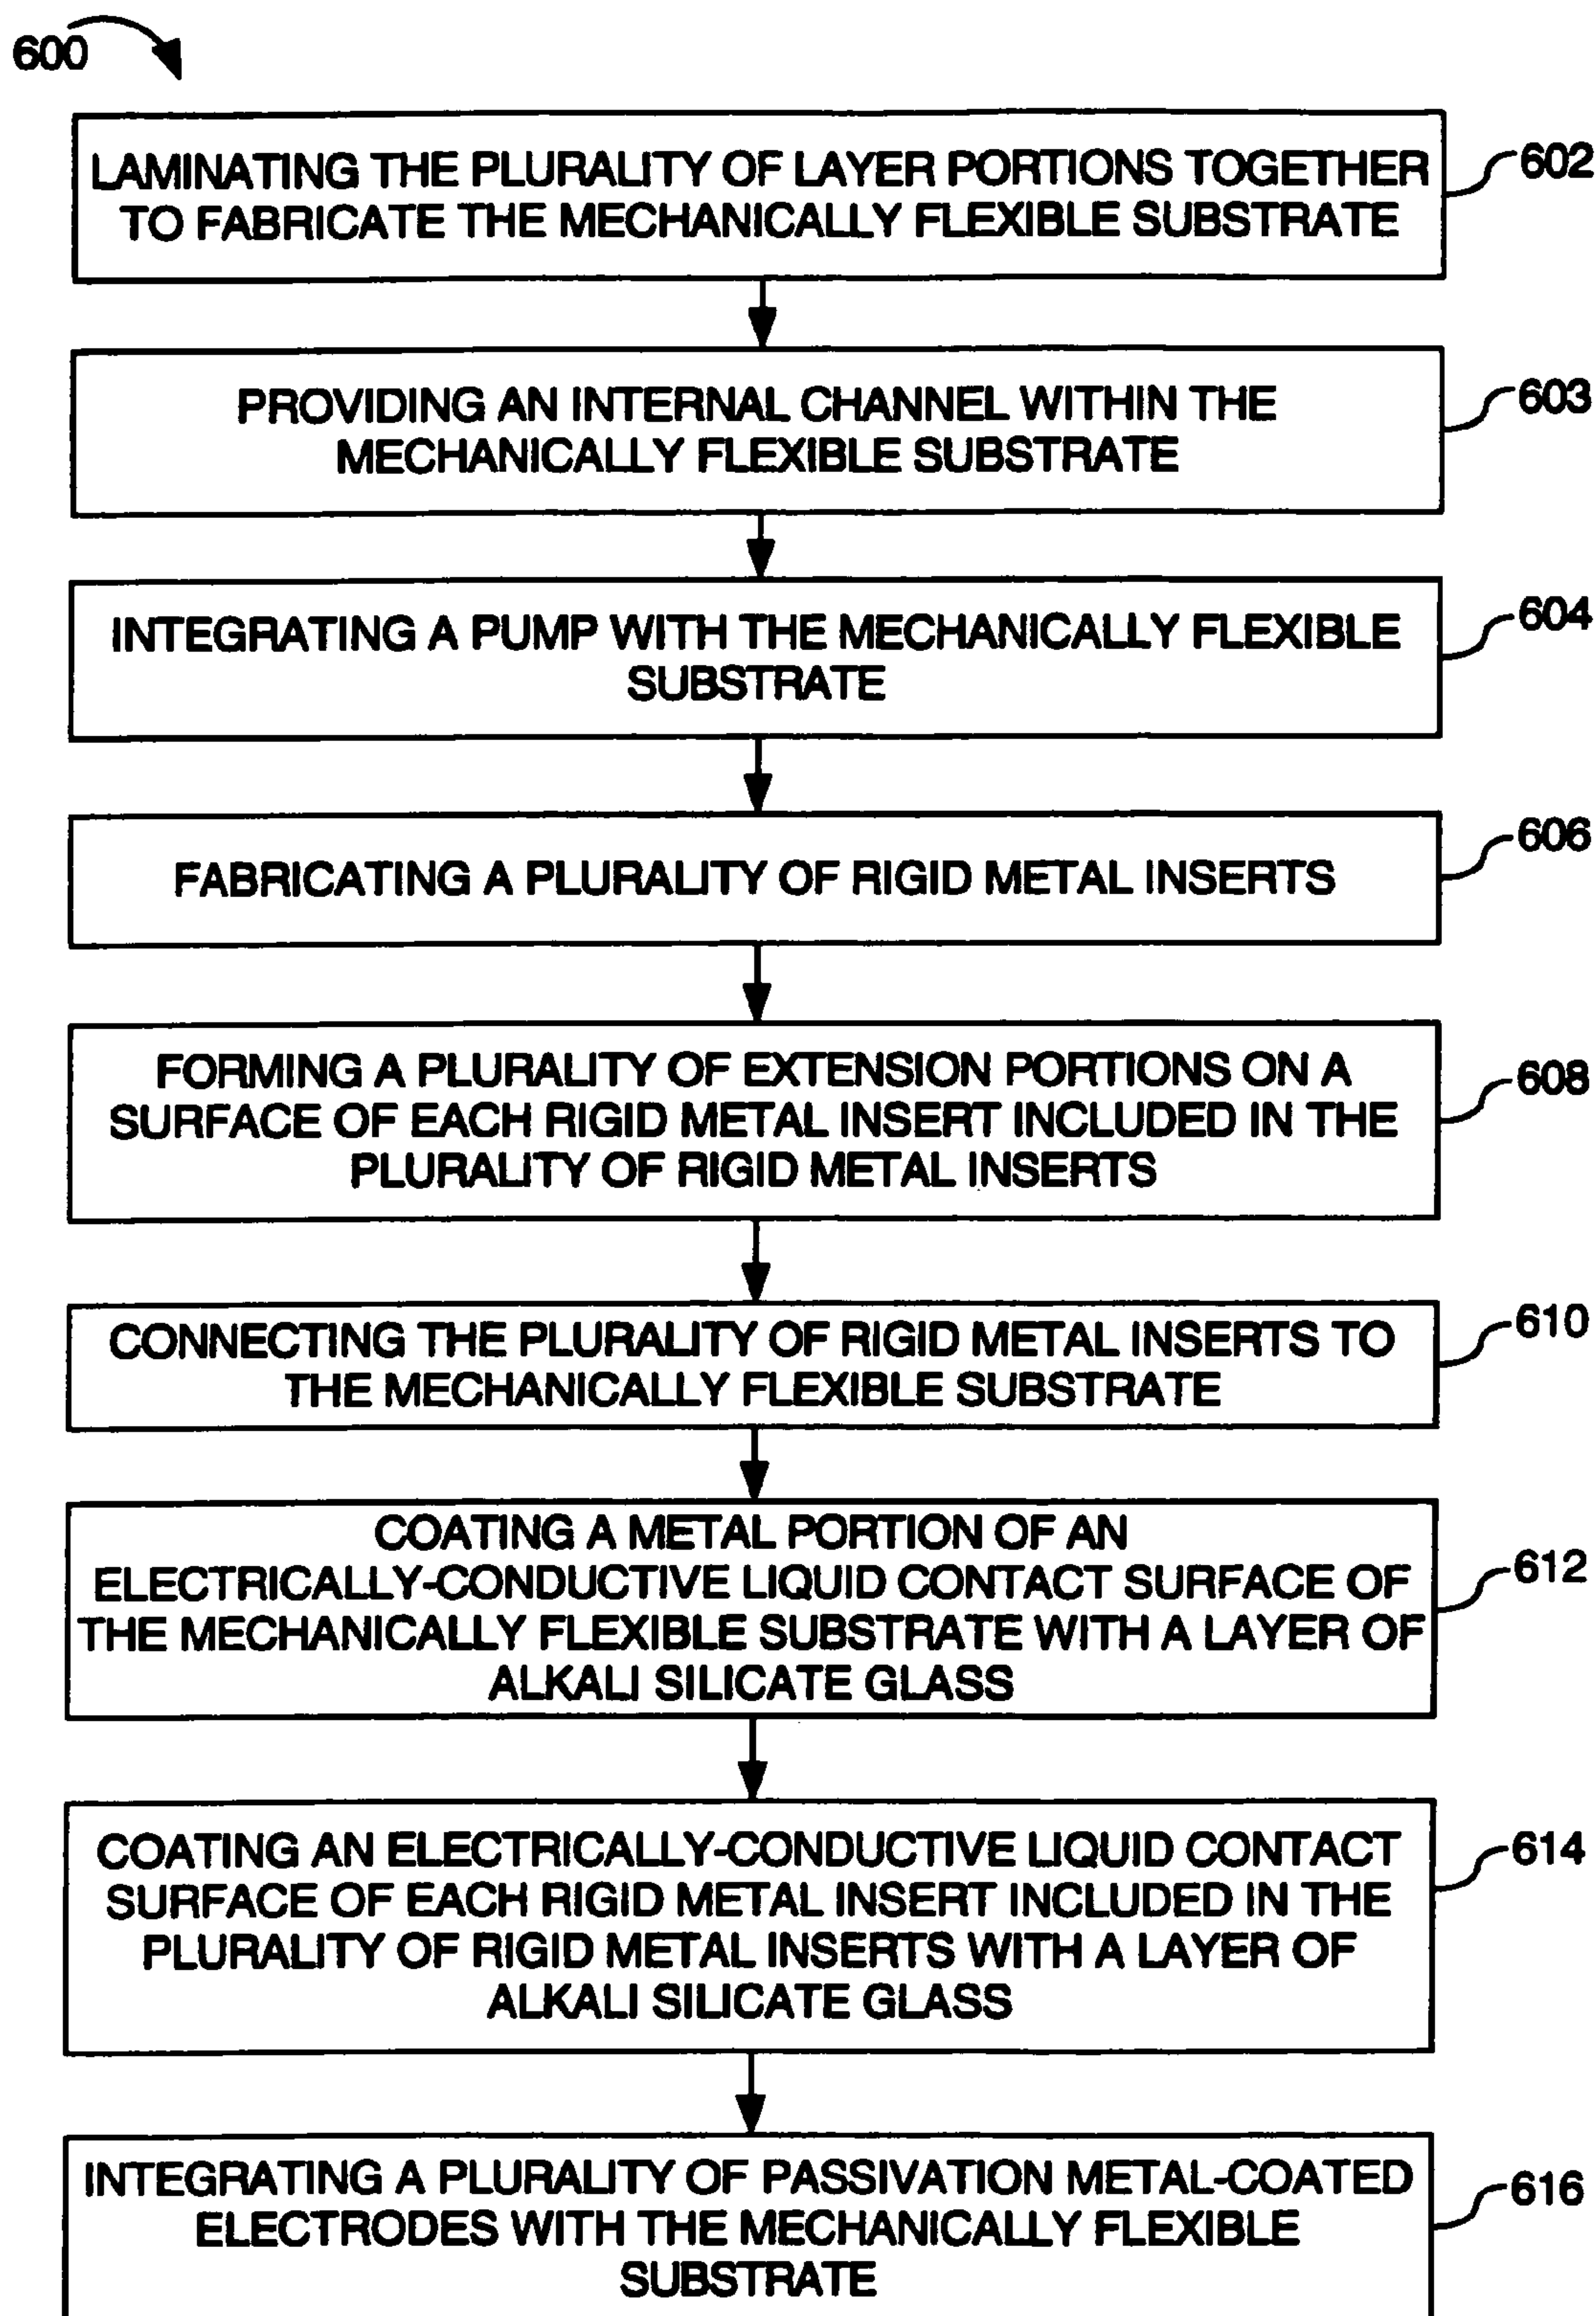 600
LAMINATING THE PLURALITY OF LAYER PORTIONS TOGETHER
TO FABRICATE THE MECHANICALLY FLEXIBLE SUBSTRATE
602
PROVIDING AN INTERNAL CHANNEL WITHIN THE
MECHANICALLY FLEXIBLE SUBSTRATE
603
INTEGRATING A PUMP WITH THE MECHANICALLY FLEXIBLE
SUBSTRATE
604
FABRICATING A PLURALITY OF RIGID METAL INSERTS
606
FORMING A PLURALITY OF EXTENSION PORTIONS ON A
SURFACE OF EACH RIGID METAL INSERT INCLUDED IN THE
PLURALITY OF RIGID METAL INSERTS
608
CONNECTING THE PLURALITY OF RIGID METAL INSERTS TO
THE MECHANICALLY FLEXIBLE SUBSTRATE
610
COATING A METAL PORTION OF AN
ELECTRICALLY-CONDUCTIVE LIQUID CONTACT SURFACE OF
THE MECHANICALLY FLEXIBLE SUBSTRATE WITH A LAYER OF
ALKALI SILICATE GLASS
612
COATING AN ELECTRICALLY-CONDUCTIVE LIQUID CONTACT
SURFACE OF EACH RIGID METAL INSERT INCLUDED IN THE
PLURALITY OF RIGID METAL INSERTS WITH A LAYER OF
ALKALI SILICATE GLASS
614
INTEGRATING A PLURALITY OF PASSIVATION METAL-COATED
ELECTRODES WITH THE MECHANICALLY FLEXIBLE
SUBSTRATE
616